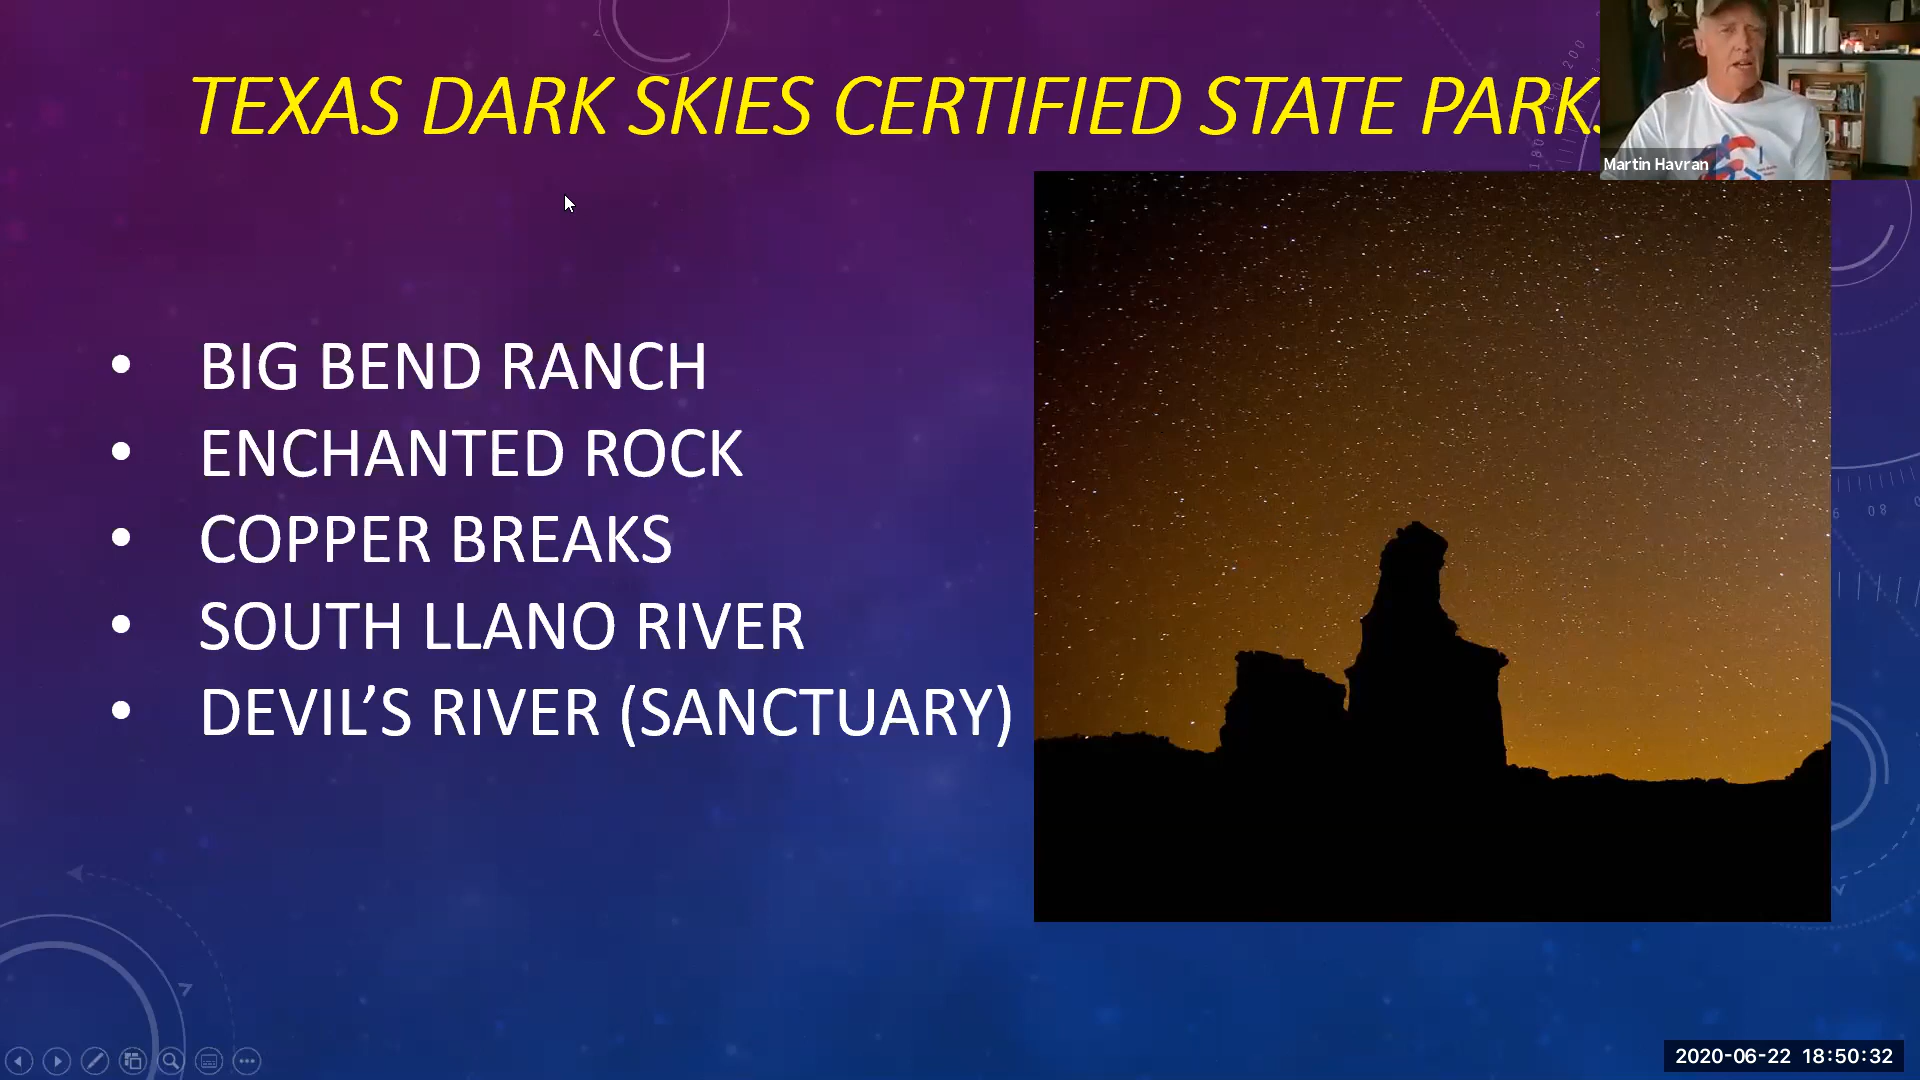 TEXAS DARK SKIES CERTIFIED STATE PARK
Martin Havran
• BIG BEND RANCH
• ENCHANTED ROCK
• COPPER BREAKS
• SOUTH LLANO RIVER
• DEVIL’S RIVER (SANCTUARY)
2020-06-22 18:50:32